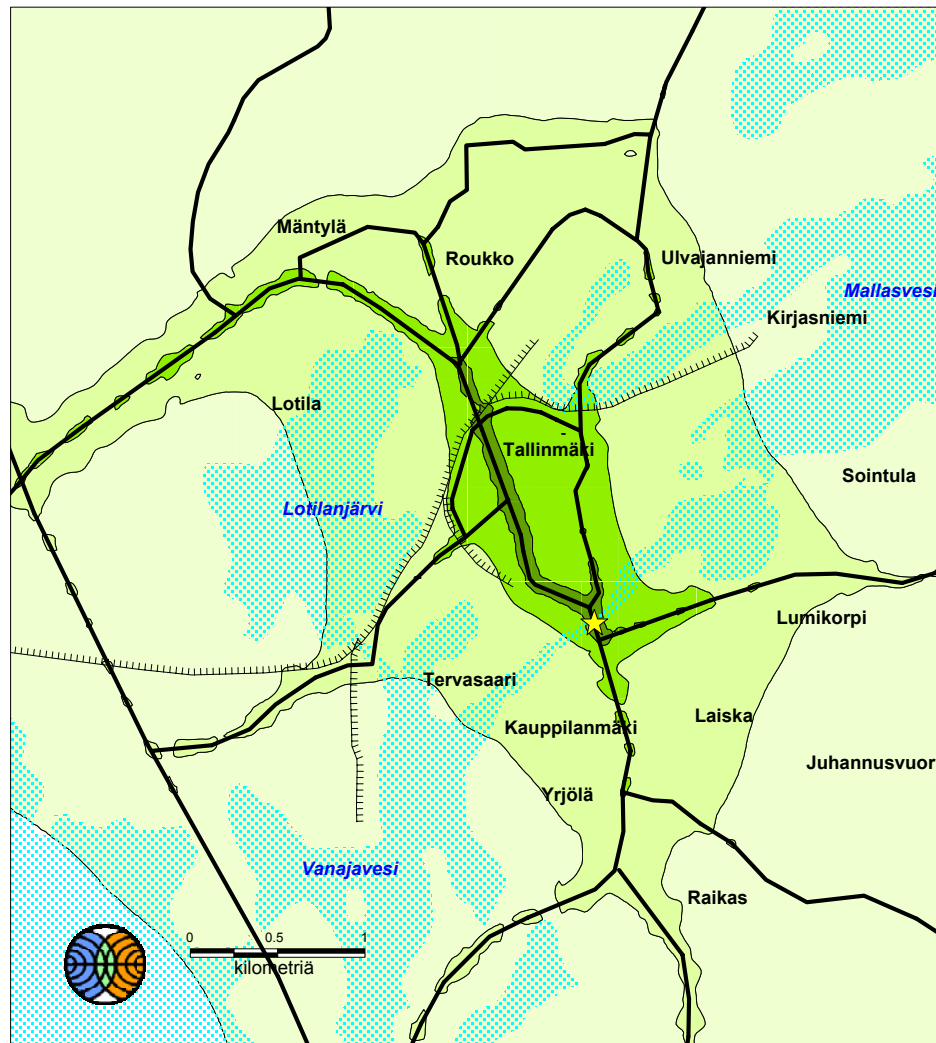 Mäntylä
Roukko
Ulvajanniemi
Mallasvesi
Kirjasniemi
Lotila
Tallinmäki
Sointula
Lotilanjärvi
Lumikorpi
Tervasaari
Laiska
Kauppilanmäki
Juhannusvuor
Yrjölä
Vanajavesi
Raikas
0 0.5 1
kilometriä